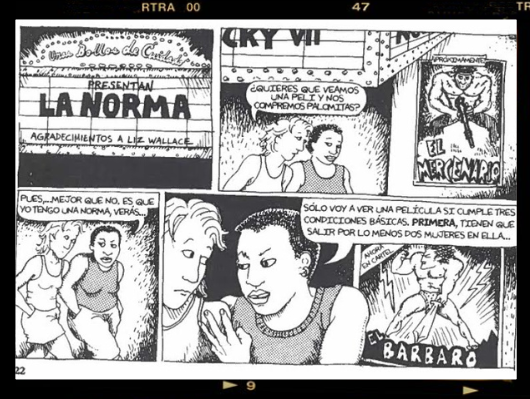 RTRA 00
47
TR
Unas Bollos de Cuidado
PRESENTAN
LA NORMA
AGRADECIMIENTOS A LIZ WALLACE
CKY VII
¿QUIERES QUE VEAMOS
UNA PELI Y NOS
COMPREMOS PALOMITAS?
¡PRÓXIMAMENTE!
EL
MERCENARIO
PUES,...MEJOR QUE NO, ES QUE
YO TENGO UNA NORMA, VERÁS...
SÓLO VOY A VER UNA PELÍCULA SI CUMPLE TRES
CONDICIONES BÁSICAS. PRIMERA, TIENEN QUE
SALIR POR LO MENOS DOS MUJERES EN ELLA...
AHORA
EN CARTEL
EL
BÁRBARO
22
9